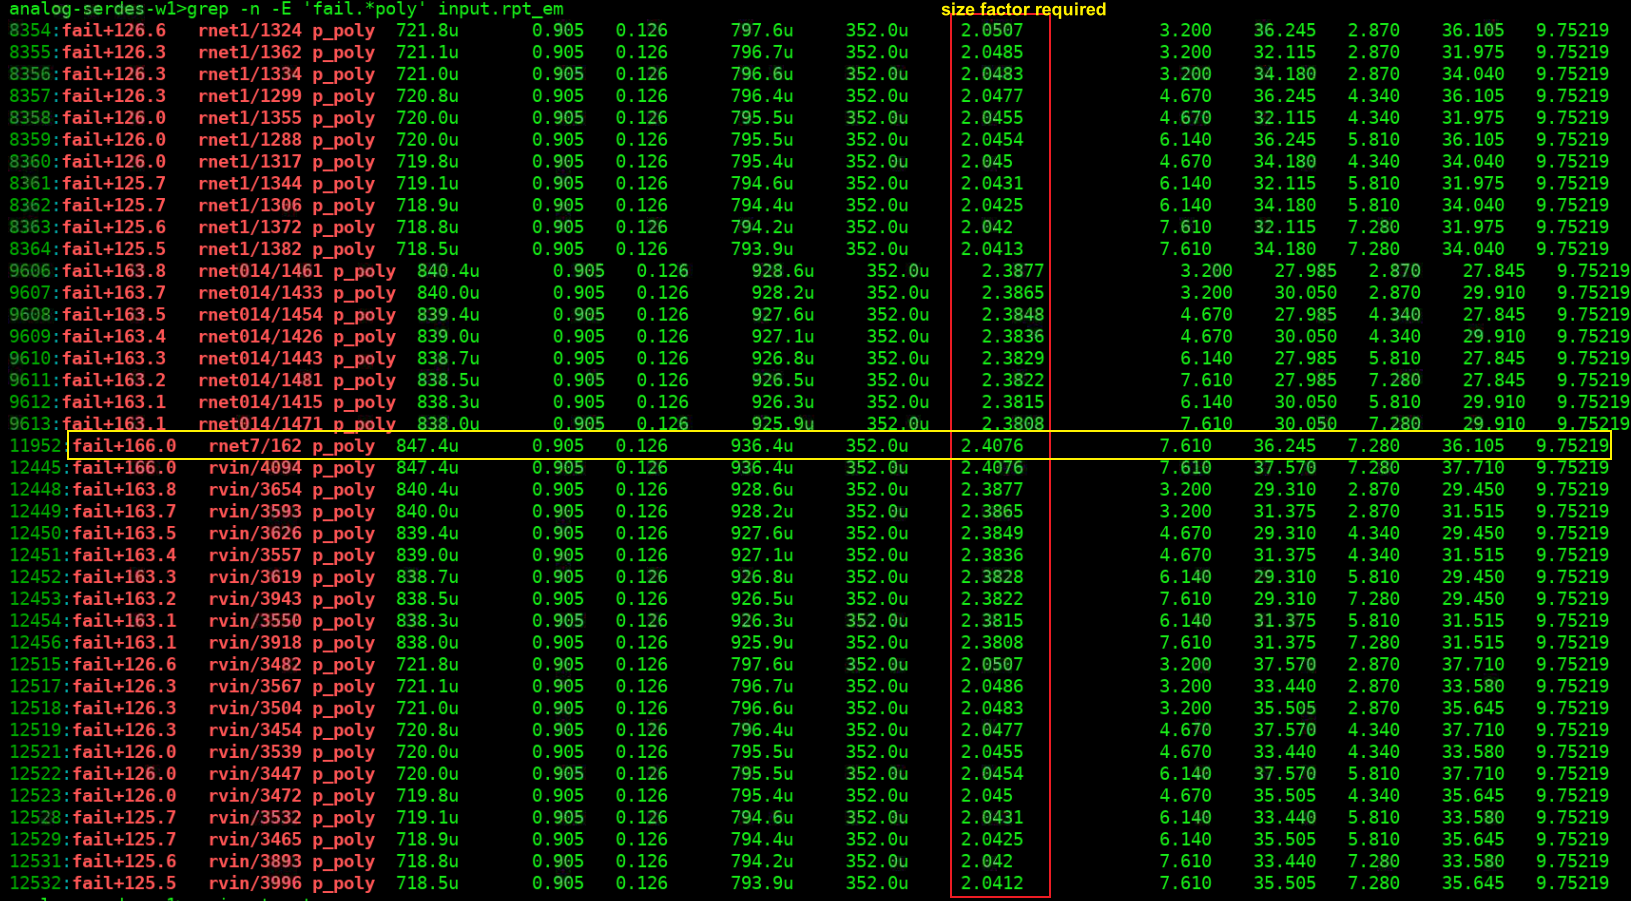 analog-serdes-w1>grep -n -E 'fail.*poly' input.rpt_em
size factor required
8354:fail+126.6 rnet1/1324 p_poly 721.8u 0.905 0.126 797.6u 352.0u 2.0507 3.200 36.245 2.870 36.105 9.75219
8355:fail+126.3 rnet1/1362 p_poly 721.1u 0.905 0.126 796.7u 352.0u 2.0485 3.200 32.115 2.870 31.975 9.75219
8356:fail+126.3 rnet1/1334 p_poly 721.0u 0.905 0.126 796.6u 352.0u 2.0483 3.200 34.180 2.870 34.040 9.75219
8357:fail+126.3 rnet1/1299 p_poly 720.8u 0.905 0.126 796.4u 352.0u 2.0477 4.670 36.245 4.340 36.105 9.75219
8358:fail+126.0 rnet1/1355 p_poly 720.0u 0.905 0.126 795.5u 352.0u 2.0455 4.670 32.115 4.340 31.975 9.75219
8359:fail+126.0 rnet1/1288 p_poly 720.0u 0.905 0.126 795.5u 352.0u 2.0454 6.140 36.245 5.810 36.105 9.75219
8360:fail+126.0 rnet1/1317 p_poly 719.8u 0.905 0.126 795.4u 352.0u 2.045 4.670 34.180 4.340 34.040 9.75219
8361:fail+125.7 rnet1/1344 p_poly 719.1u 0.905 0.126 794.6u 352.0u 2.0431 6.140 32.115 5.810 31.975 9.75219
8362:fail+125.7 rnet1/1306 p_poly 718.9u 0.905 0.126 794.4u 352.0u 2.0425 6.140 34.180 5.810 34.040 9.75219
8363:fail+125.6 rnet1/1372 p_poly 718.8u 0.905 0.126 794.2u 352.0u 2.042 7.610 32.115 7.280 31.975 9.75219
8364:fail+125.5 rnet1/1382 p_poly 718.5u 0.905 0.126 793.9u 352.0u 2.0413 7.610 34.180 7.280 34.040 9.75219
9606:fail+163.8 rnet014/1461 p_poly 840.4u 0.905 0.126 928.6u 352.0u 2.3877 3.200 27.985 2.870 27.845 9.75219
9607:fail+163.7 rnet014/1433 p_poly 840.0u 0.905 0.126 928.2u 352.0u 2.3865 3.200 30.050 2.870 29.910 9.75219
9608:fail+163.5 rnet014/1454 p_poly 839.4u 0.905 0.126 927.6u 352.0u 2.3848 4.670 27.985 4.340 27.845 9.75219
9609:fail+163.4 rnet014/1426 p_poly 839.0u 0.905 0.126 927.1u 352.0u 2.3836 4.670 30.050 4.340 29.910 9.75219
9610:fail+163.3 rnet014/1443 p_poly 838.7u 0.905 0.126 926.8u 352.0u 2.3829 6.140 27.985 5.810 27.845 9.75219
9611:fail+163.2 rnet014/1481 p_poly 838.5u 0.905 0.126 926.5u 352.0u 2.3822 7.610 27.985 7.280 27.845 9.75219
9612:fail+163.1 rnet014/1415 p_poly 838.3u 0.905 0.126 926.3u 352.0u 2.3815 6.140 30.050 5.810 29.910 9.75219
9613:fail+163.1 rnet014/1471 p_poly 838.0u 0.905 0.126 925.9u 352.0u 2.3808 7.610 30.050 7.280 29.910 9.75219
11952:fail+166.0 rnet7/162 p_poly 847.4u 0.905 0.126 936.4u 352.0u 2.4076 7.610 36.245 7.280 36.105 9.75219
12445:fail+166.0 rvin/4094 p_poly 847.4u 0.905 0.126 936.4u 352.0u 2.4076 7.610 37.570 7.280 37.710 9.75219
12448:fail+163.8 rvin/3654 p_poly 840.4u 0.905 0.126 928.6u 352.0u 2.3877 3.200 29.310 2.870 29.450 9.75219
12449:fail+163.7 rvin/3593 p_poly 840.0u 0.905 0.126 928.2u 352.0u 2.3865 3.200 31.375 2.870 31.515 9.75219
12450:fail+163.5 rvin/3626 p_poly 839.4u 0.905 0.126 927.6u 352.0u 2.3849 4.670 29.310 4.340 29.450 9.75219
12451:fail+163.4 rvin/3557 p_poly 839.0u 0.905 0.126 927.1u 352.0u 2.3836 4.670 31.375 4.340 31.515 9.75219
12452:fail+163.3 rvin/3619 p_poly 838.7u 0.905 0.126 926.8u 352.0u 2.3828 6.140 29.310 5.810 29.450 9.75219
12453:fail+163.2 rvin/3943 p_poly 838.5u 0.905 0.126 926.5u 352.0u 2.3822 7.610 29.310 7.280 29.450 9.75219
12454:fail+163.1 rvin/3550 p_poly 838.3u 0.905 0.126 926.3u 352.0u 2.3815 6.140 31.375 5.810 31.515 9.75219
12456:fail+163.1 rvin/3918 p_poly 838.0u 0.905 0.126 925.9u 352.0u 2.3808 7.610 31.375 7.280 31.515 9.75219
12515:fail+126.6 rvin/3482 p_poly 721.8u 0.905 0.126 797.6u 352.0u 2.0507 3.200 37.570 2.870 37.710 9.75219
12517:fail+126.3 rvin/3567 p_poly 721.1u 0.905 0.126 796.7u 352.0u 2.0486 3.200 33.440 2.870 33.580 9.75219
12518:fail+126.3 rvin/3504 p_poly 721.0u 0.905 0.126 796.6u 352.0u 2.0483 3.200 35.505 2.870 35.645 9.75219
12519:fail+126.3 rvin/3454 p_poly 720.8u 0.905 0.126 796.4u 352.0u 2.0477 4.670 37.570 4.340 37.710 9.75219
12521:fail+126.0 rvin/3539 p_poly 720.0u 0.905 0.126 795.5u 352.0u 2.0455 4.670 33.440 4.340 33.580 9.75219
12522:fail+126.0 rvin/3447 p_poly 720.0u 0.905 0.126 795.5u 352.0u 2.0454 6.140 37.570 5.810 37.710 9.75219
12523:fail+126.0 rvin/3472 p_poly 719.8u 0.905 0.126 795.4u 352.0u 2.045 4.670 35.505 4.340 35.645 9.75219
12528:fail+125.7 rvin/3532 p_poly 719.1u 0.905 0.126 794.6u 352.0u 2.0431 6.140 33.440 5.810 33.580 9.75219
12529:fail+125.7 rvin/3465 p_poly 718.9u 0.905 0.126 794.4u 352.0u 2.0425 6.140 35.505 5.810 35.645 9.75219
12531:fail+125.6 rvin/3893 p_poly 718.8u 0.905 0.126 794.2u 352.0u 2.042 7.610 33.440 7.280 33.580 9.75219
12532:fail+125.5 rvin/3996 p_poly 718.5u 0.905 0.126 793.9u 352.0u 2.0412 7.610 35.505 7.280 35.645 9.75219